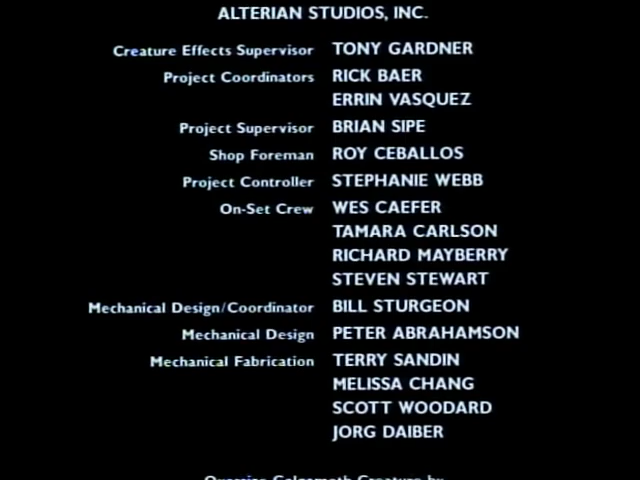 ALTERIAN STUDIOS, INC.
Creature Effects Supervisor TONY GARDNER
Project Coordinators RICK BAER
ERRIN VASQUEZ
Project Supervisor BRIAN SIPE
Shop Foreman ROY CEBALLOS
Project Controller STEPHANIE WEBB
On-Set Crew WES CAEFER
TAMARA CARLSON
RICHARD MAYBERRY
STEVEN STEWART
Mechanical Design/Coordinator BILL STURGEON
Mechanical Design PETER ABRAHAMSON
Mechanical Fabrication TERRY SANDIN
MELISSA CHANG
SCOTT WOODARD
JORG DAIBER
Creature by